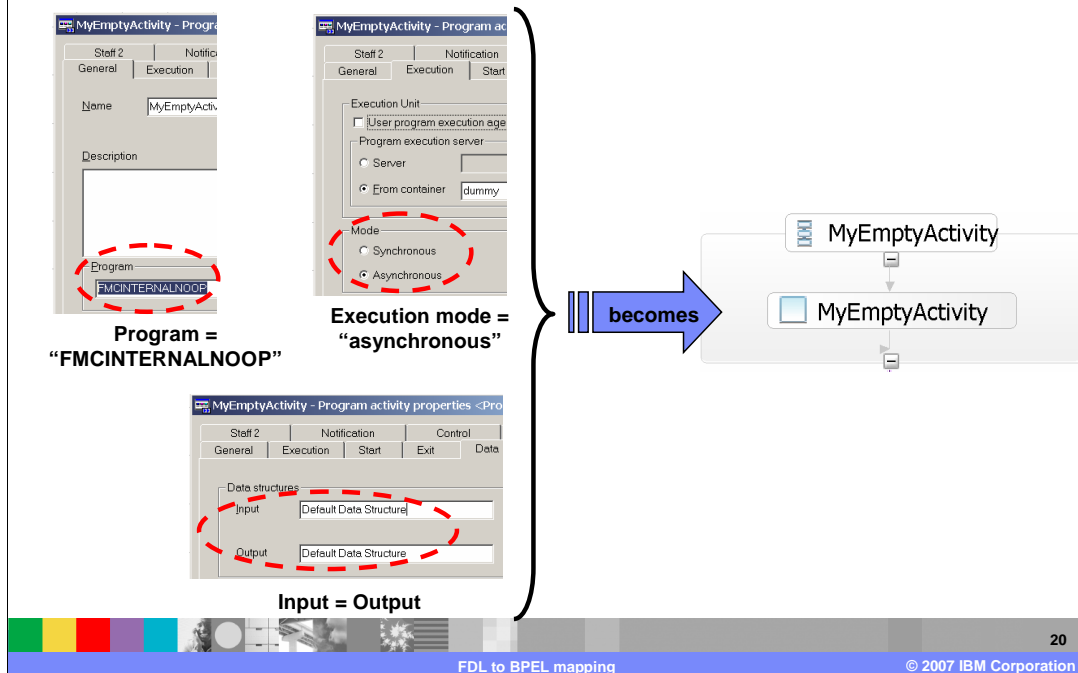 MyEmptyActivity - Progra
Staff 2 Notific
General Execution
Name MyEmptyActiv
Description
Program
FMCINTERNALNOOP
Program =
“FMCINTERNALNOOP”
MyEmptyActivity - Program ac
Staff 2 Notification
General Execution Start
Execution Unit
User program execution age
Program execution server
Server
From container dummy
Mode
Synchronous
Asynchronous
Execution mode =
“asynchronous”
MyEmptyActivity - Program activity properties <Pro
Staff 2 Notification Control
General Execution Start Exit Data
Data structures
Input Default Data Structure
Output Default Data Structure
Input = Output
becomes
MyEmptyActivity
MyEmptyActivity
20
FDL to BPEL mapping © 2007 IBM Corporation